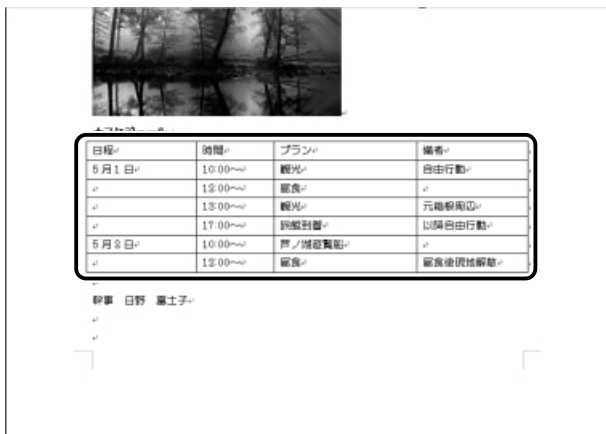 日程 時間 プラン 備考
5月1日 10:00～ 観光 自由行動
12:00～ 昼食
13:00～ 観光 元箱根周辺
17:00～ 旅館到着 以降自由行動
5月2日 10:00～ 芦ノ湖遊覧船
12:00～ 昼食 昼食後現地解散
幹事 日野 富士子